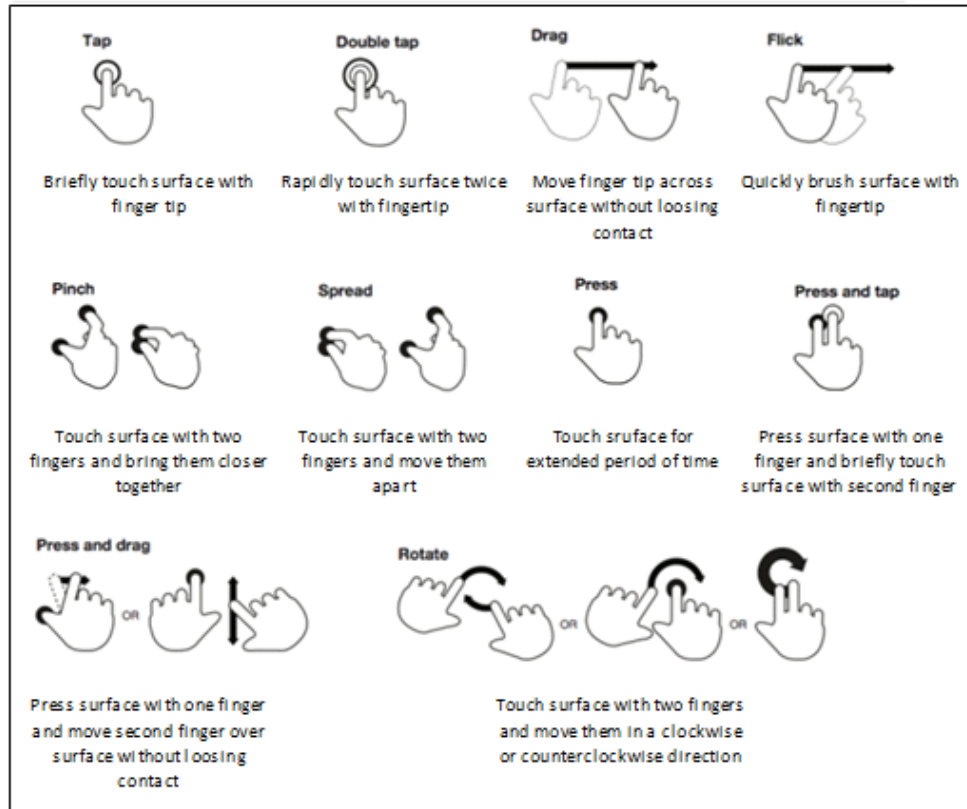 Tap
Double tap
Drag
Flick
Briefly touch surface with
finger tip
Rapidly touch surface twice
with fingertip
Move finger tip across
surface without loosing
contact
Quickly brush surface with
fingertip
Pinch
Spread
Press
Press and tap
Touch surface with two
fingers and bring them closer
together
Touch surface with two
fingers and move them
apart
Touch sruface for
extended period of time
Press surface with one
finger and briefly touch
surface with second finger
Press and drag
Rotate
OR
OR
OR
Press surface with one finger
and move second finger over
surface without loosing
contact
Touch surface with two fingers
and move them in a clockwise
or counterclockwise direction